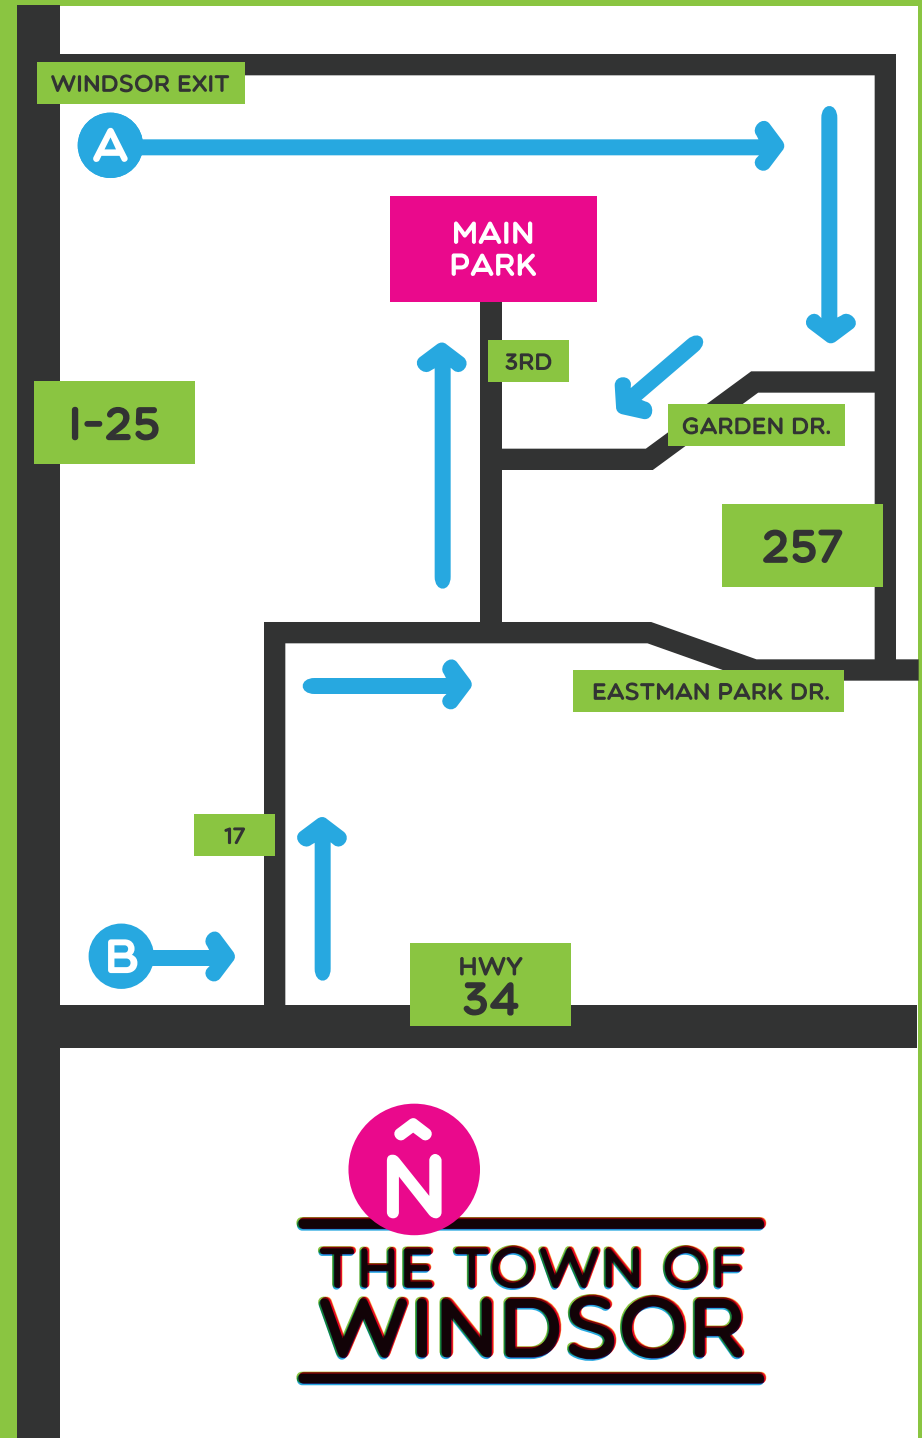 WINDSOR EXIT
A
MAIN
PARK
3RD
I-25
GARDEN DR.
257
EASTMAN PARK DR.
17
B
HWY
34
N
THE TOWN OF
WINDSOR